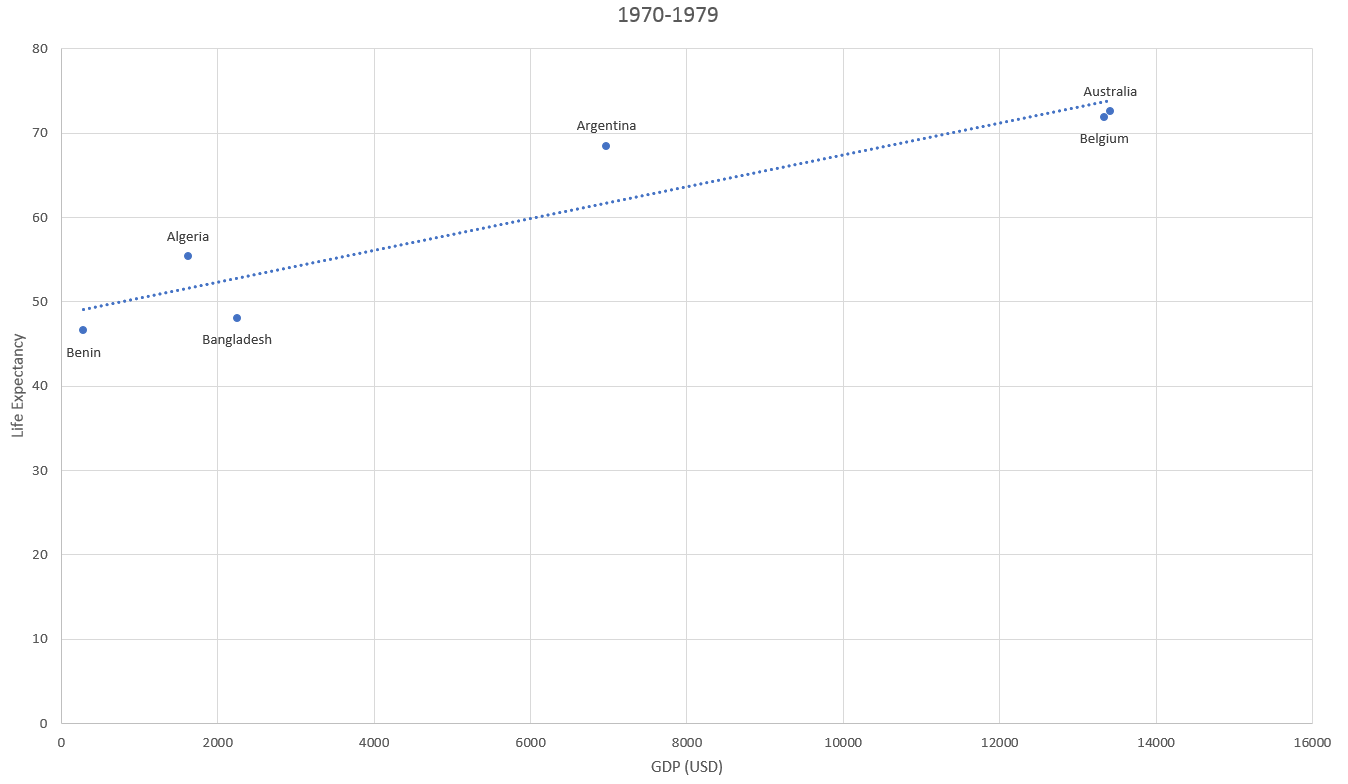 1970-1979
80
70
60
50
40
30
20
10
0
Life Expectancy
Australia
Argentina
Belgium
Algeria
Bangladesh
Benin
0 2000 4000 6000 8000 10000 12000 14000 16000
GDP (USD)